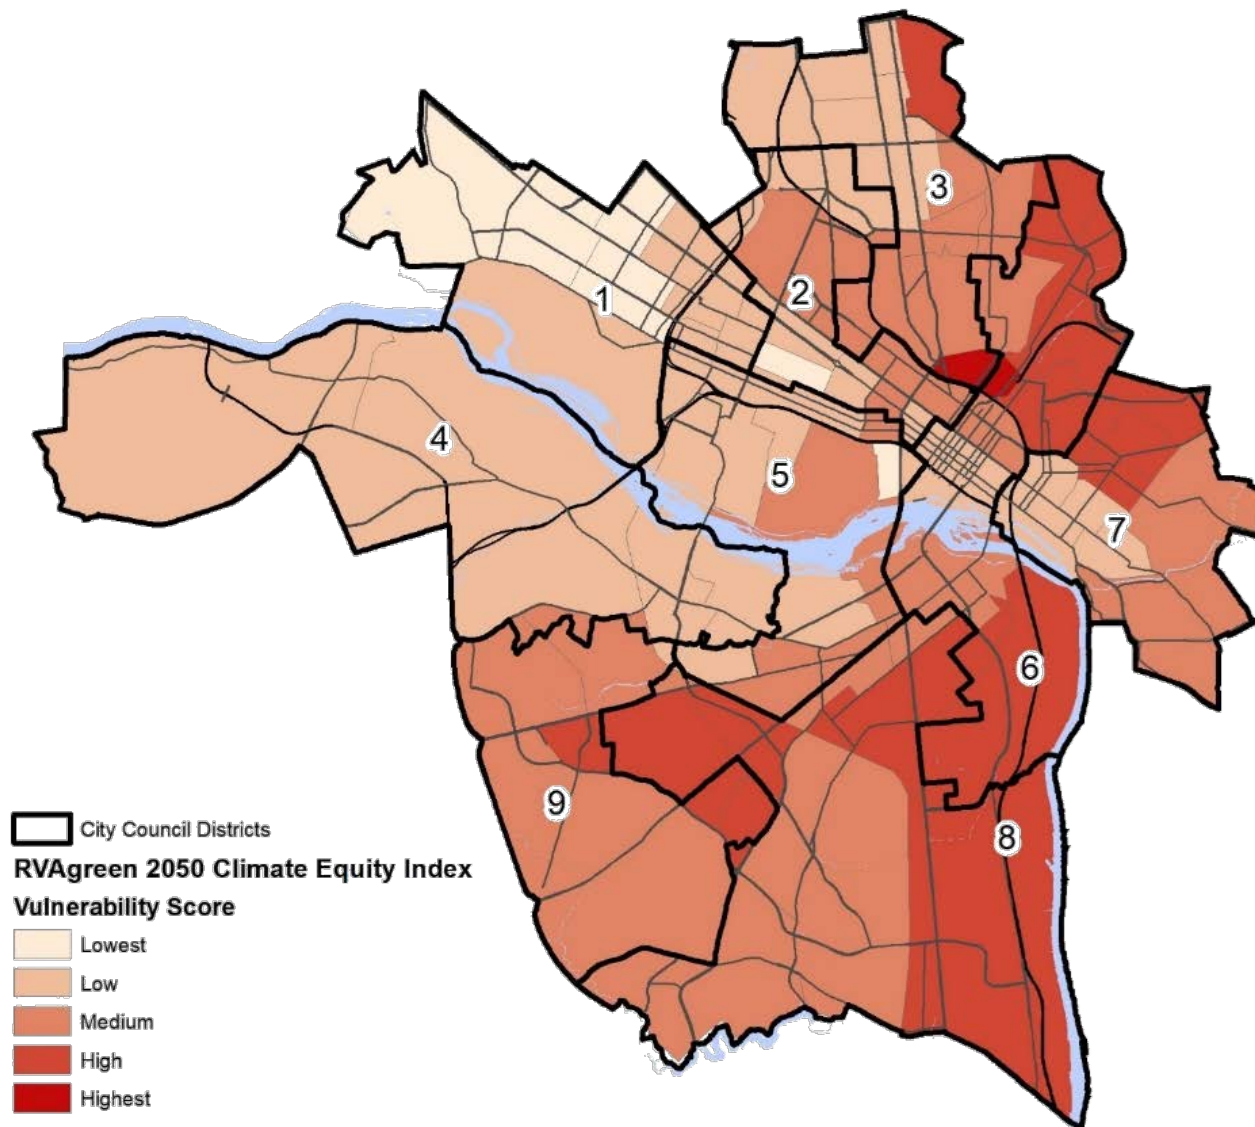 3
2
1
4
5
7
6
9
8
City Council Districts
RVAgreen 2050 Climate Equity Index
Vulnerability Score
Lowest
Low
Medium
High
Highest